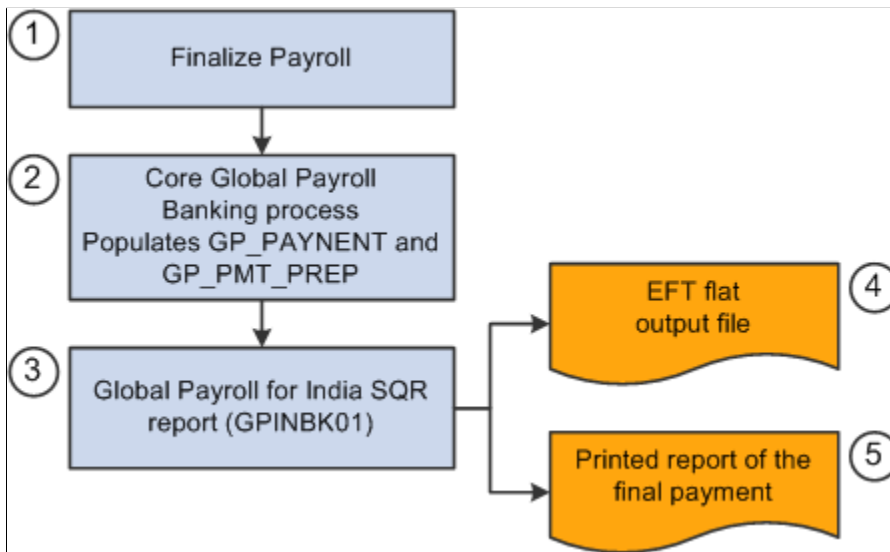 1
Finalize Payroll
2
Core Global Payroll
Banking process
Populates GP_PAYNENT and
GP_PMT_PREP
3
Global Payroll for India SQR
report (GPINBK01)
4
EFT flat
output file
5
Printed report of the
final payment